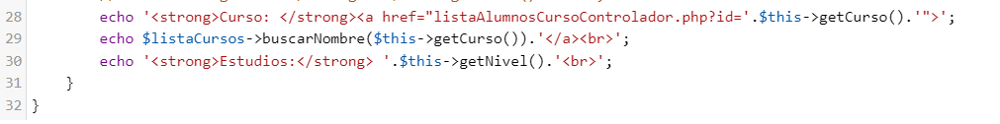 28 echo '<strong>Curso: </strong><a href="listaAlumnosCursoControlador.php?id='.$this->getCurso().'">';
29 echo $listaCursos->buscarNombre($this->getCurso()).'</a><br>';
30 echo '<strong>Estudios:</strong> '.$this->getNivel().'<br>';
31 }
32 }